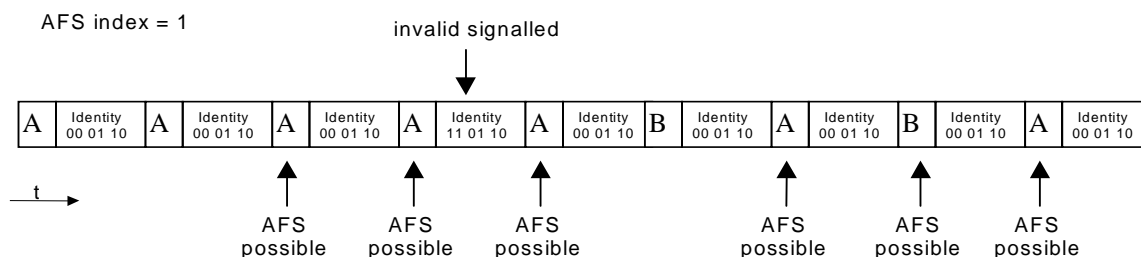 AFS index = 1
invalid signalled
A Identity 00 01 10 A Identity 00 01 10 A Identity 00 01 10 A Identity 11 01 10 A Identity 00 01 10 B Identity 00 01 10 A Identity 00 01 10 B Identity 00 01 10 A Identity 00 01 10
t
AFS possible AFS possible AFS possible AFS possible AFS possible AFS possible